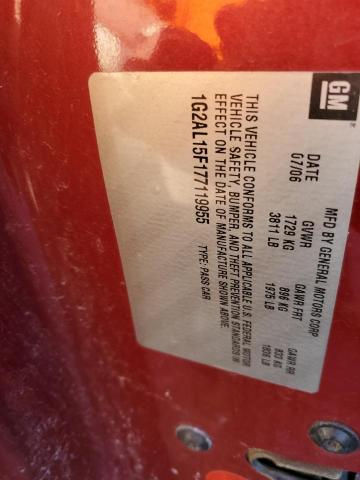 GM
MFD BY GENERAL MOTORS CORP
DATE GVWR GAWR FRT GAWR RR
07/06 1729 KG 896 KG 833 KG
3811 LB 1975 LB 1836 LB
THIS VEHICLE CONFORMS TO ALL APPLICABLE U.S. FEDERAL MOTOR
VEHICLE SAFETY, BUMPER, AND THEFT PREVENTION STANDARDS IN
EFFECT ON THE DATE OF MANUFACTURE SHOWN ABOVE.
1G2AL15F177119955 TYPE: PASS CAR